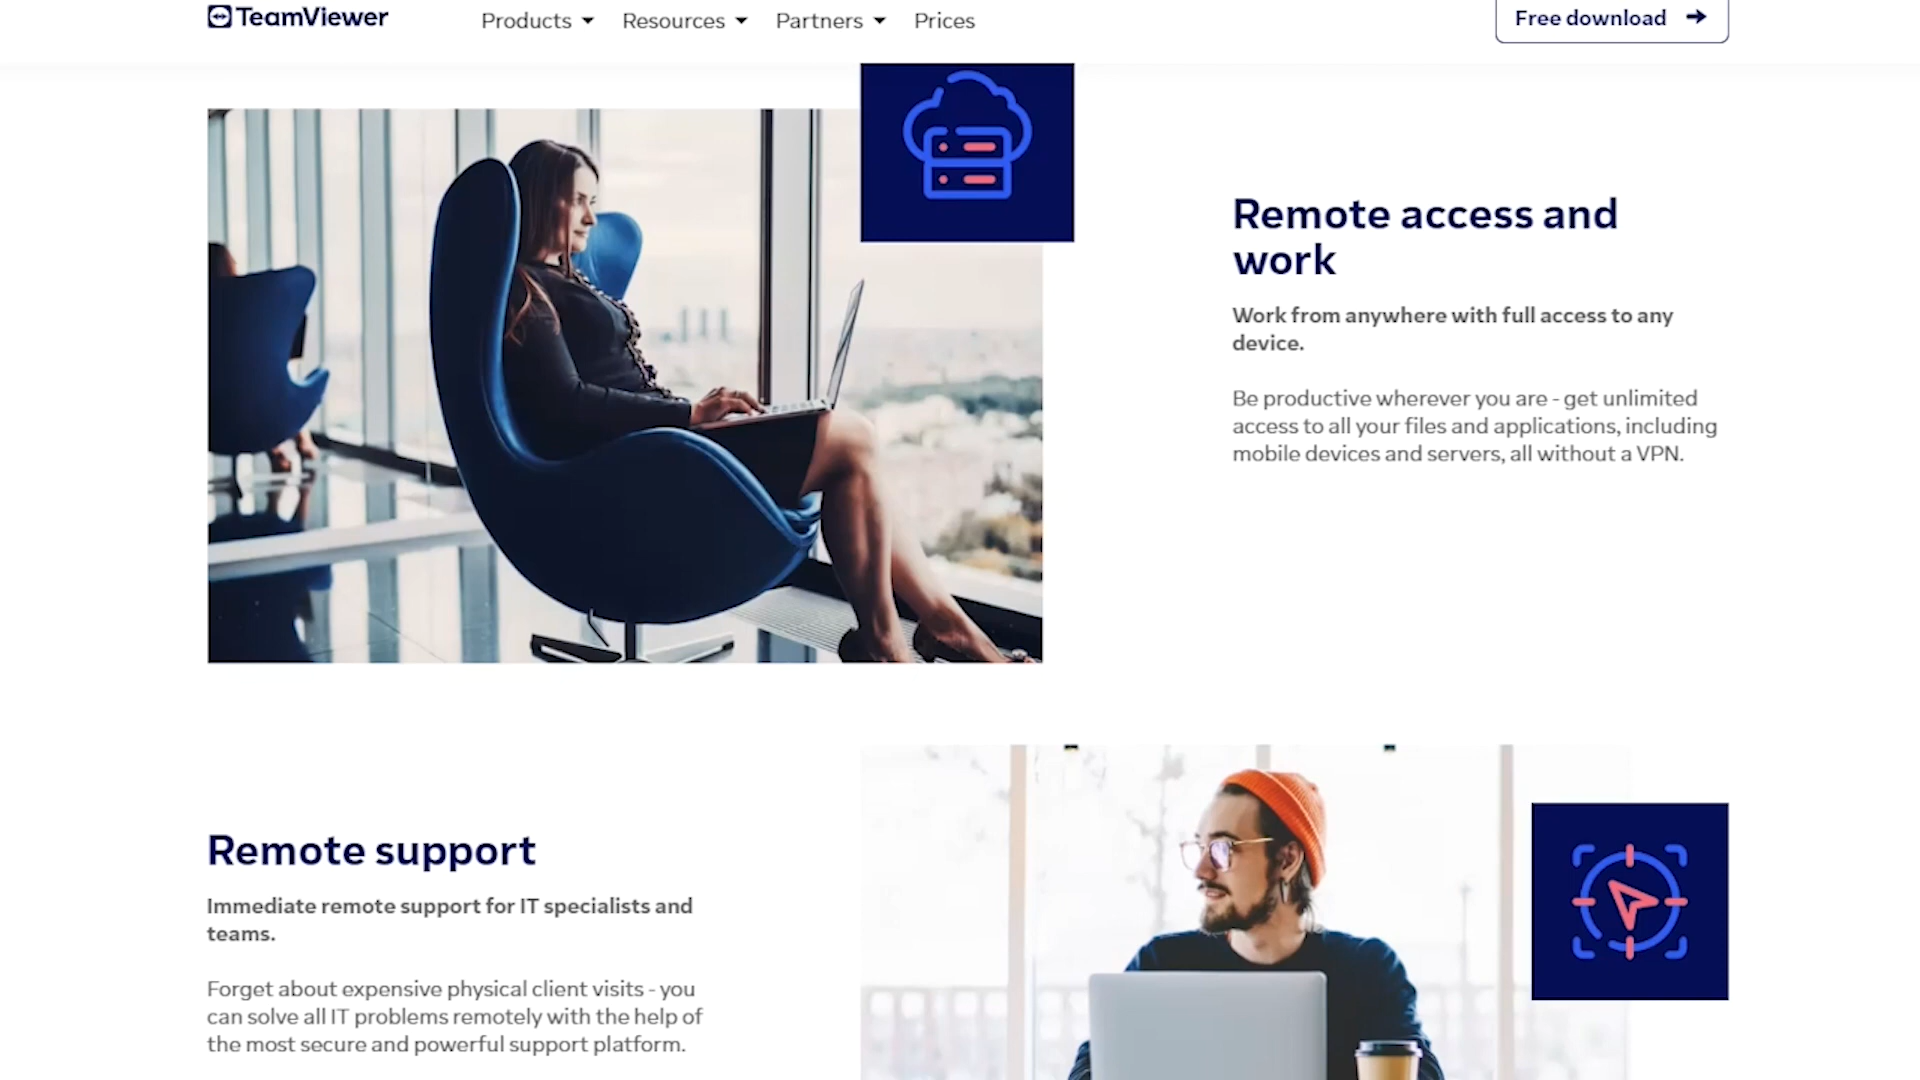 TeamViewer
Products
Resources
Partners
Prices
Free download
Remote access and
work
Work from anywhere with full access to any
device.
Be productive wherever you are - get unlimited
access to all your files and applications, including
mobile devices and servers, all without a VPN.
Remote support
Immediate remote support for IT specialists and
teams.
Forget about expensive physical client visits - you
can solve all IT problems remotely with the help of
the most secure and powerful support platform.